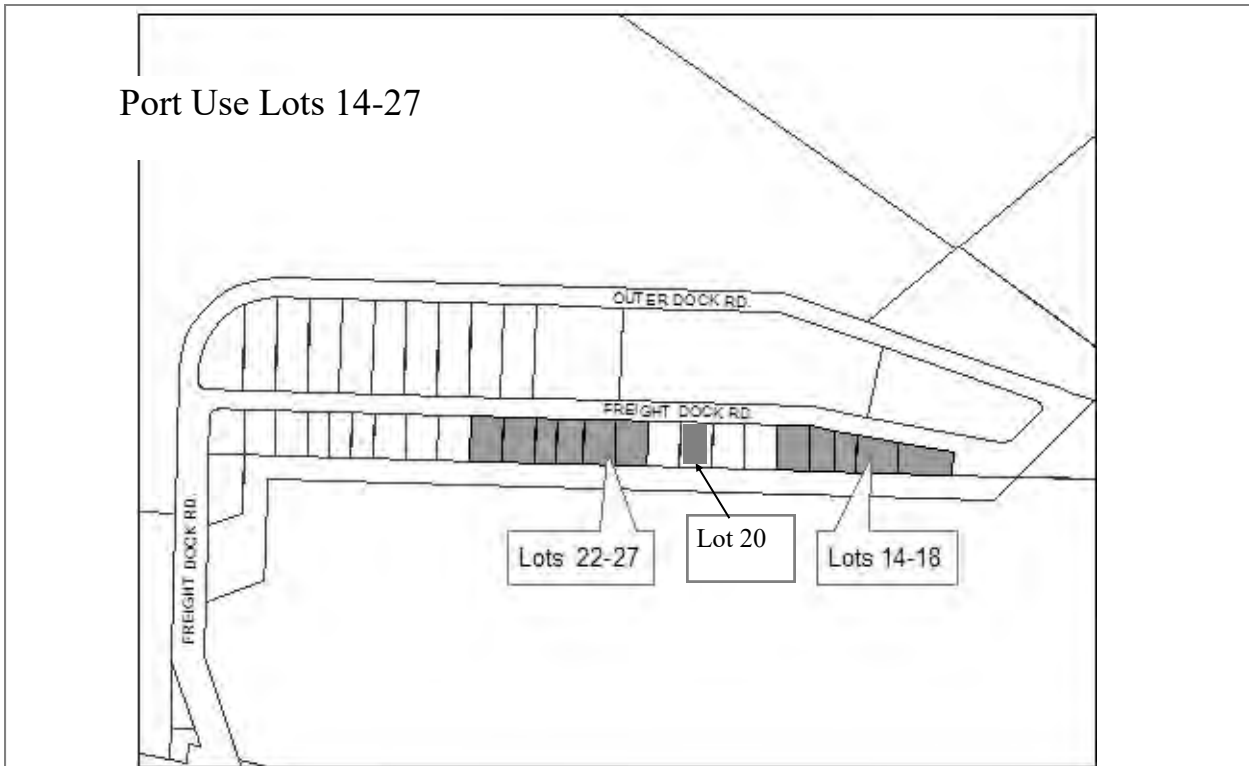 Port Use Lots 14-27
OUTER DOCK RD.
FREIGHT DOCK RD.
Lots 22-27
Lot 20
Lots 14-18
FREIGHT DOCK RD.